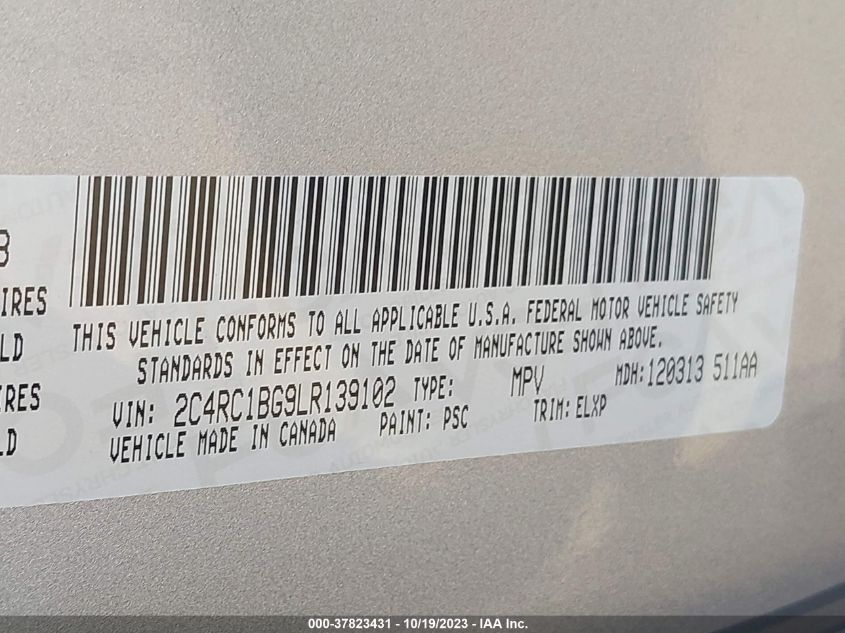 3
IRES
THIS VEHICLE CONFORMS TO ALL APPLICABLE U.S.A. FEDERAL MOTOR VEHICLE SAFETY
LD
STANDARDS IN EFFECT ON THE DATE OF MANUFACTURE SHOWN ABOVE.
RES
VIN: 2C4RC1BG9LR139102 TYPE: MPV MDH:120313 511AA
LD
VEHICLE MADE IN CANADA PAINT: PSC TRIM: ELXP
000-37823431 - 10/19/2023 - IAA Inc.